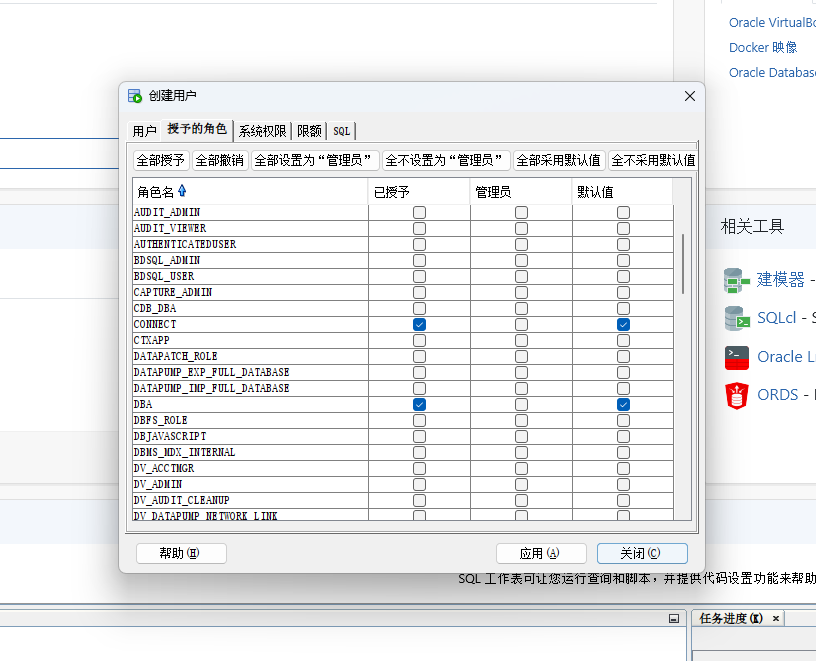 Oracle VirtualBo
Docker 映像
Oracle Databas
创建用户
用户 授予的角色 系统权限 限额 SQL
全部授予 全部撤销 全部设置为“管理员” 全不设置为“管理员” 全部采用默认值 全不采用默认值
角色名 已授予 管理员 默认值
AUDIT_ADMIN
AUDIT_VIEWER
AUTHENTICATEDUSER
BDSQL_ADMIN
BDSQL_USER
CAPTURE_ADMIN
CDB_DBA
CONNECT
CTXAPP
DATAPATCH_ROLE
DATAPUMP_EXP_FULL_DATABASE
DATAPUMP_IMP_FULL_DATABASE
DBA
DBFS_ROLE
DBJAVASCRIPT
DBMS_MDX_INTERNAL
DV_ACCTMGR
DV_ADMIN
DV_AUDIT_CLEANUP
DV_DATAPUMP_NETWORK_LINK
帮助(H) 应用(A) 关闭(C)
相关工具
建模器 -
SQLcl - S
Oracle Li
ORDS -
SQL 工作表可让您运行查询和脚本，并提供代码设置功能来帮助
任务进度(K) ×